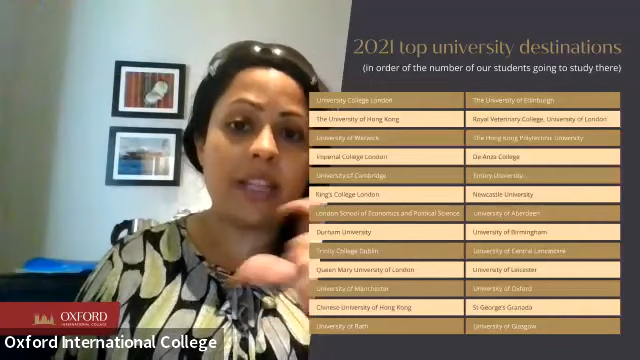 2021 top university destinations
(in order of the number of our students going to study there)
University College London
The University of Edinburgh
The University of Hong Kong
Royal Veterinary College, University of London
University of Warwick
The Hong Kong Polytechnic University
Imperial College London
De Anza College
University of Cambridge
Emory University
King's College London
Newcastle University
London School of Economics and Political Science
University of Aberdeen
Durham University
University of Birmingham
Trinity College Dublin
University of Central Lancashire
Queen Mary University of London
University of Leicester
University of Manchester
University of Oxford
Chinese University of Hong Kong
St George's Grenada
University of Bath
University of Glasgow
OXFORD
INTERNATIONAL COLLEGE
Oxford International College